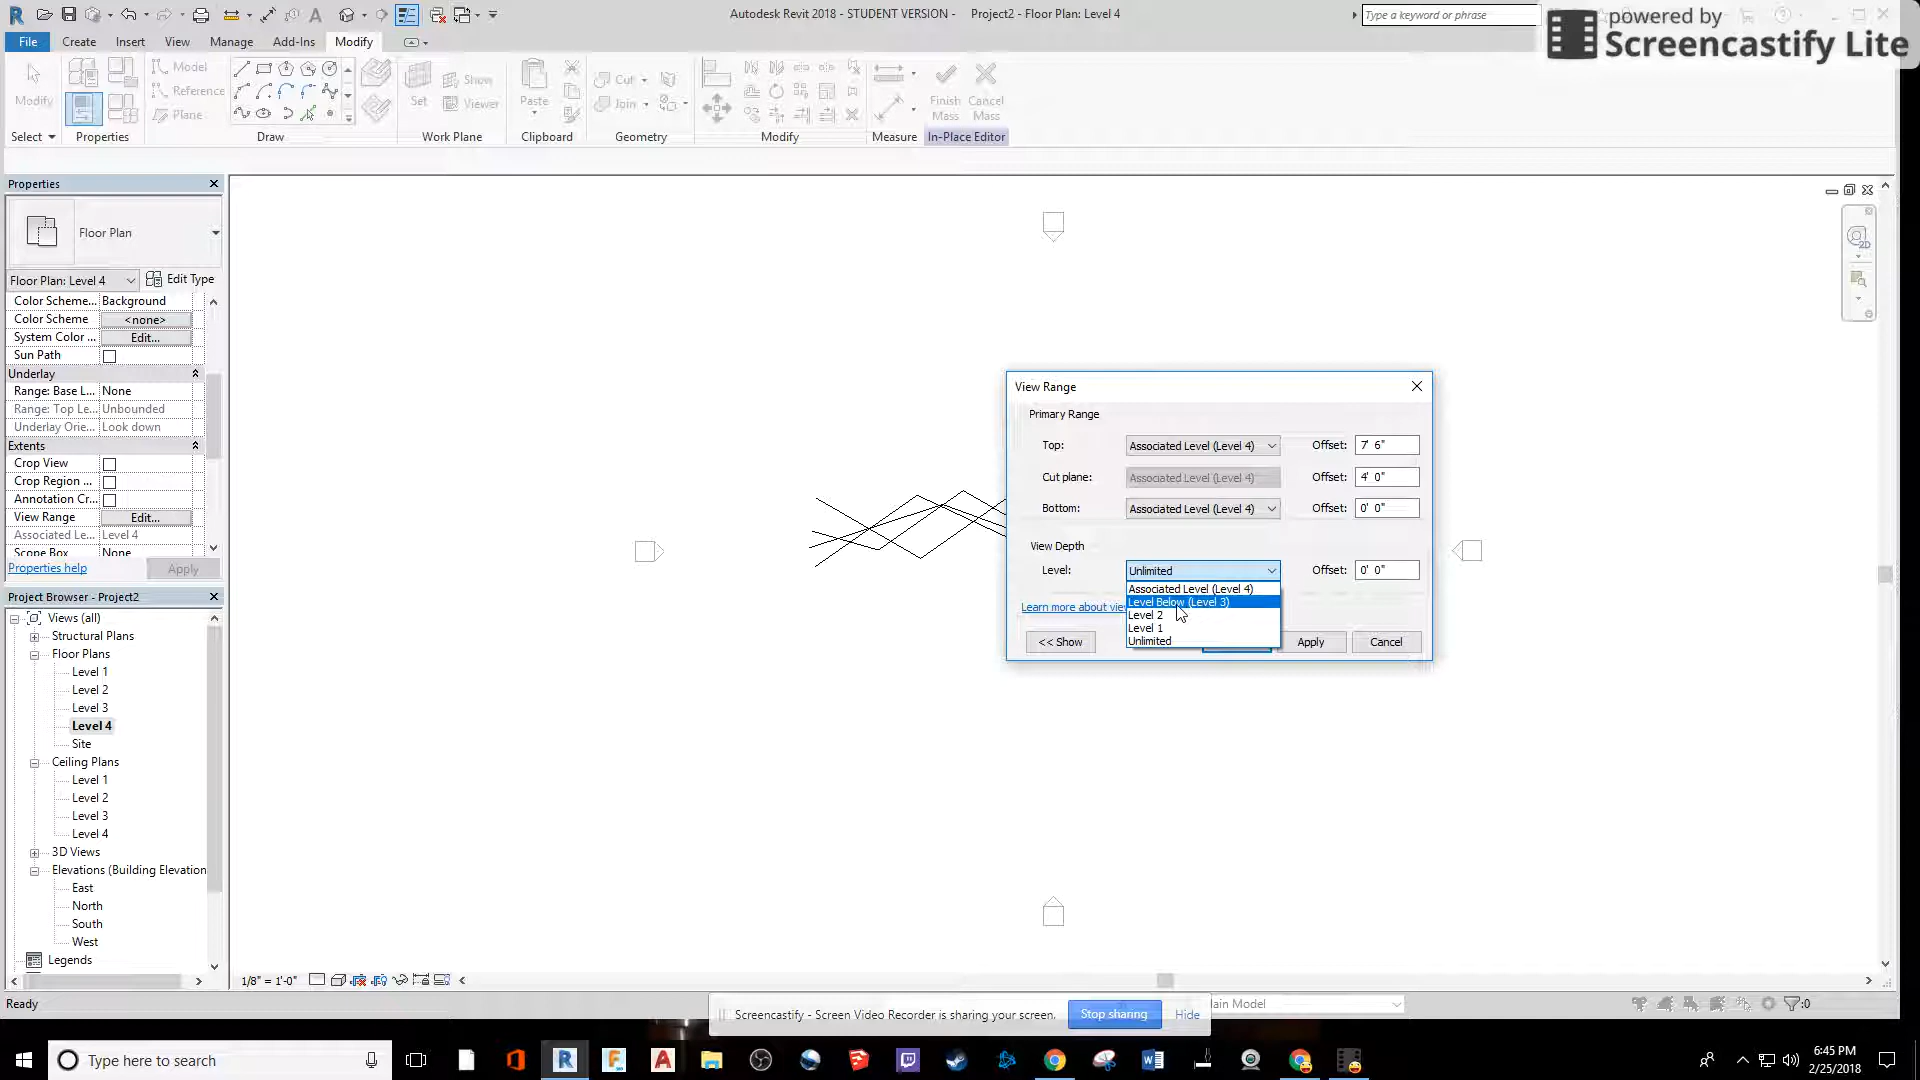 Autodesk Revit 2018 - STUDENT VERSION - Project2 - Floor Plan: Level 4
Type a keyword or phrase
powered by
Screencastify Lite
File Create Insert View Manage Add-Ins Modify
Modify
Model
Reference
Plane
Set
Show
Viewer
Paste
Cut
Join
Finish Mass
Cancel Mass
Select Properties Draw Work Plane Clipboard Geometry Modify Measure In-Place Editor
Properties
Floor Plan
Floor Plan: Level 4 Edit Type
Color Scheme... Background
Color Scheme <none>
System Color ... Edit...
Sun Path
Underlay
Range: Base L... None
Range: Top Le... Unbounded
Underlay Orie... Look down
Extents
Crop View
Crop Region ...
Annotation Cr...
View Range Edit...
Associated Le... Level 4
Scope Box None
Properties help Apply
Project Browser - Project2
Views (all)
Structural Plans
Floor Plans
Level 1
Level 2
Level 3
Level 4
Site
Ceiling Plans
Level 1
Level 2
Level 3
Level 4
3D Views
Elevations (Building Elevation
East
North
South
West
Legends
2D
View Range
Primary Range
Top: Associated Level (Level 4) Offset: 7' 6"
Cut plane: Associated Level (Level 4) Offset: 4' 0"
Bottom: Associated Level (Level 4) Offset: 0' 0"
View Depth
Level: Unlimited Offset: 0' 0"
Associated Level (Level 4)
Level Below (Level 3)
Level 2
Level 1
Unlimited
Learn more about
<< Show Apply Cancel
1/8" = 1'-0"
Ready
Screencastify - Screen Video Recorder is sharing your screen. Stop sharing Hide
Model
:0
Type here to search
6:45 PM
2/25/2018